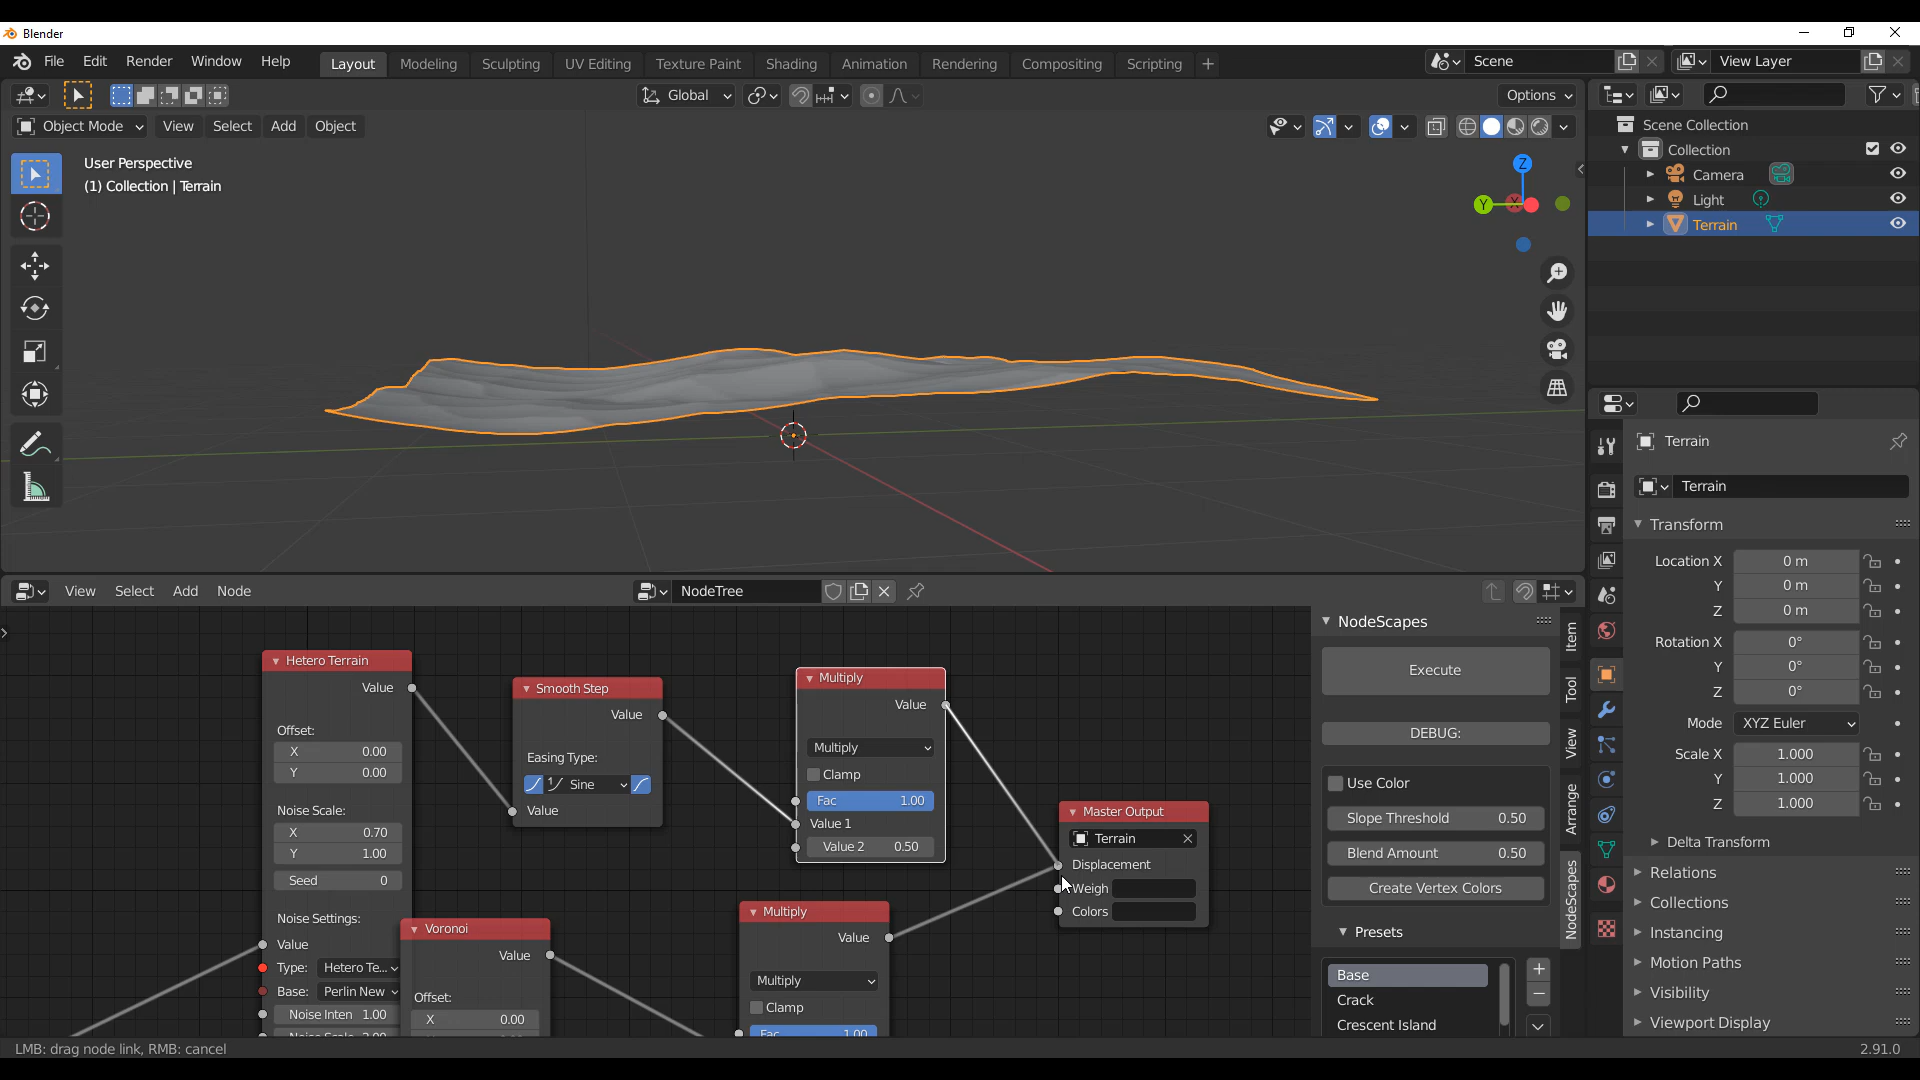 Blender
File Edit Render Window Help Layout Modeling Sculpting UV Editing Texture Paint Shading Animation Rendering Compositing Scripting + Scene View Layer
Global Options
Object Mode View Select Add Object
User Perspective
(1) Collection | Terrain
Z
Y X
Scene Collection
Collection
Camera
Light
Terrain
Terrain
Terrain
Transform
Location X 0 m
Y 0 m
Z 0 m
Rotation X 0°
Y 0°
Z 0°
Mode XYZ Euler
Scale X 1.000
Y 1.000
Z 1.000
Delta Transform
Relations
Collections
Instancing
Motion Paths
Visibility
Viewport Display
View Select Add Node NodeTree
Hetero Terrain
Value
Offset:
X 0.00
Y 0.00
Noise Scale:
X 0.70
Y 1.00
Seed 0
Noise Settings:
Value
Type: Hetero Te...
Base: Perlin New
Noise Inten 1.00
Smooth Step
Value
Easing Type:
Sine
Value
Voronoi
Value
Offset:
X 0.00
Multiply
Value
Multiply
Clamp
Fac 1.00
Value 1
Value 2 0.50
Multiply
Value
Multiply
Clamp
Fac 1.00
Master Output
Terrain
Displacement
Weigh
Colors
NodeScapes
Execute
DEBUG:
Use Color
Slope Threshold 0.50
Blend Amount 0.50
Create Vertex Colors
Presets
Base
Crack
Crescent Island
Item
Tool
View
Arrange
NodeScapes
LMB: drag node link, RMB: cancel 2.91.0